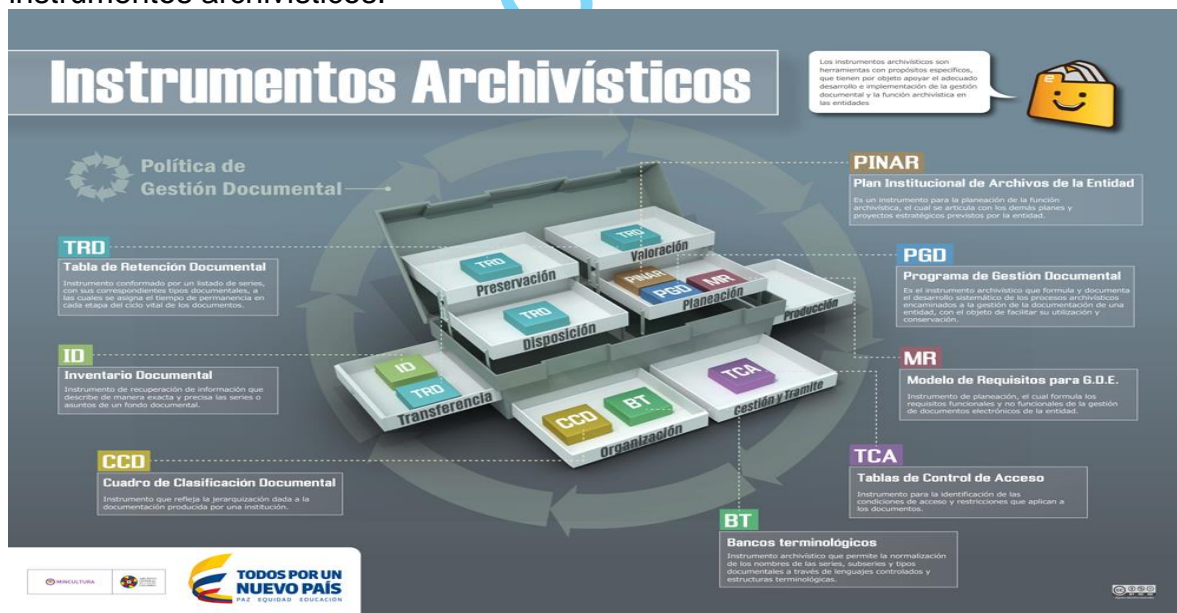 instrumentos archivísticos.
Instrumentos Archivísticos
Los instrumentos archivísticos son
herramientas con propósitos específicos,
que tienen por objeto apoyar el adecuado
desarrollo e implementación de la gestión
documental y la función archivística en
las entidades
e
Política de
Gestión Documental
PINAR
Plan Institucional de Archivos de la Entidad
Es un instrumento para la planeación de la función
archivística, el cual se articula con los demás planes y
proyectos estratégicos previstos por la entidad.
TRD
Tabla de Retención Documental
Instrumento conformado por un listado de series,
con sus correspondientes tipos documentales, a
las cuales se asigna el tiempo de permanencia en
cada etapa del ciclo vital de los documentos.
PGD
Programa de Gestión Documental
Es el instrumento archivístico que formula y documenta
el desarrollo sistemático de los procesos archivísticos
encaminados a la gestión de la documentación de una
entidad, con el objeto de facilitar su utilización y
conservación.
TRD
Preservación
TRD
Valoración
PINAR
PGD
MR
Planeación
Producción
TRD
Disposición
ID
TRD
Transferencia
CCD
BT
Organización
TCA
Gestión y Tramite
ID
Inventario Documental
Instrumento de recuperación de información que
describe de manera exacta y precisa las series o
asuntos de un fondo documental.
MR
Modelo de Requisitos para G.D.E.
Instrumento de planeación, el cual formula los
requisitos funcionales y no funcionales de la gestión
de documentos electrónicos de la entidad.
CCD
Cuadro de Clasificación Documental
Instrumento que refleja la jerarquización dada a la
documentación producida por una institución.
TCA
Tablas de Control de Acceso
Instrumento para la identificación de las
condiciones de acceso y restricciones que aplican a
los documentos.
BT
Bancos terminológicos
Instrumento archivístico que permite la normalización
de los nombres de las series, subseries y tipos
documentales a través de lenguajes controlados y
estructuras terminológicas.
MINCULTURA
TODOS POR UN
NUEVO PAÍS
PAZ EQUIDAD EDUCACIÓN